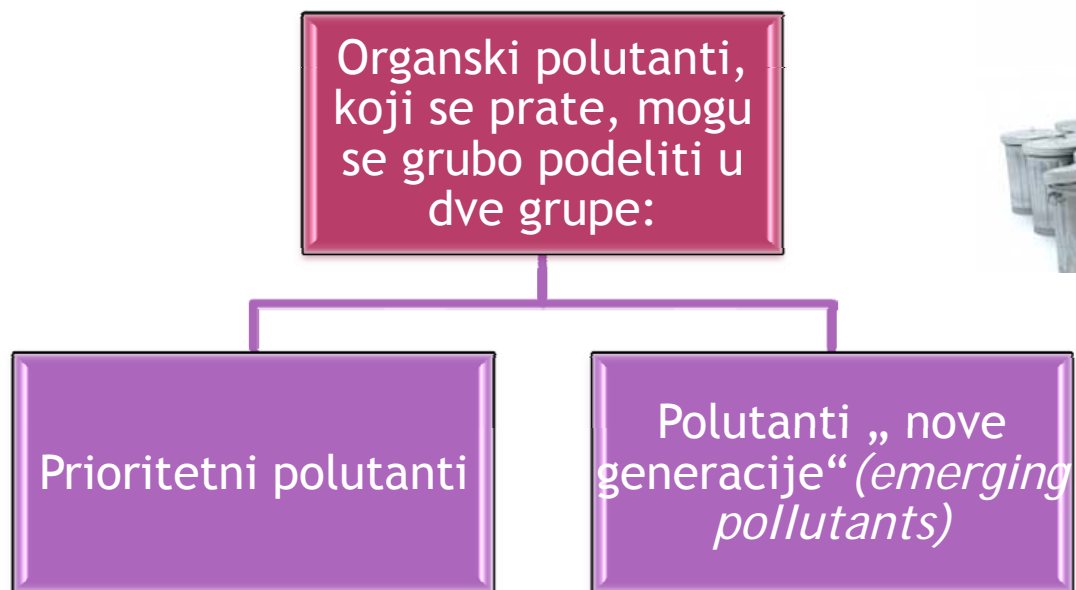 Organski polutanti,
koji se prate, mogu
se grubo podeliti u
dve grupe:
Prioritetni polutanti
Polutanti „ nove
generacije“ (emerging
pollutants)